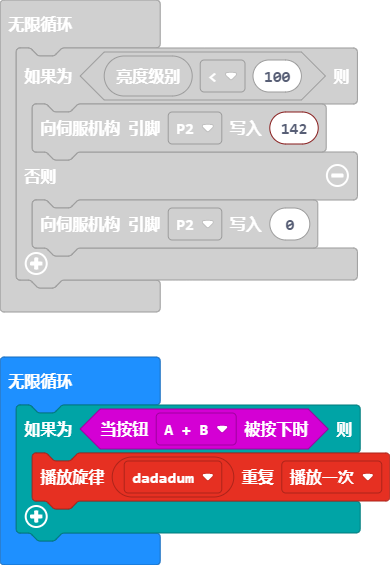 无限循环
如果为 亮度级别 < 100 则
向伺服机构 引脚 P2 写入 142
否则
向伺服机构 引脚 P2 写入 0
无限循环
如果为 当按钮 A + B 被按下时 则
播放旋律 dadadum 重复 播放一次